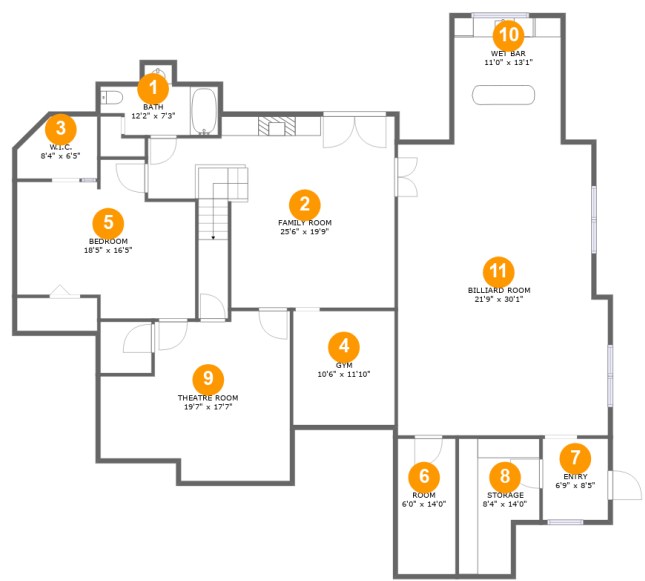 10
WET BAR
11'0" x 13'1"
1
BATH
12'2" x 7'3"
3
W.I.C.
8'4" x 6'5"
2
FAMILY ROOM
25'6" x 19'9"
5
BEDROOM
18'5" x 16'5"
11
BILLIARD ROOM
21'9" x 30'1"
4
GYM
10'6" x 11'10"
9
THEATRE ROOM
19'7" x 17'7"
7
ENTRY
6'9" x 8'5"
6
ROOM
6'0" x 14'0"
8
STORAGE
8'4" x 14'0"